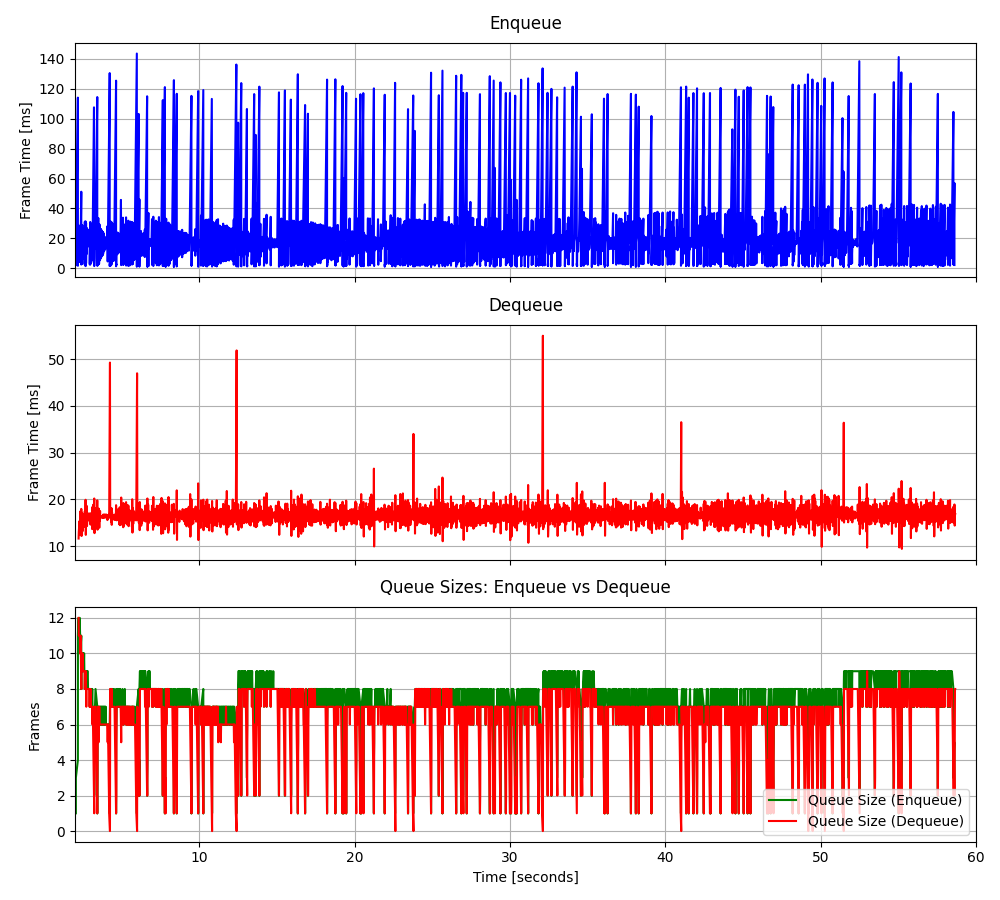 Enqueue
Frame Time [ms]
140
120
100
80
60
40
20
0
Dequeue
Frame Time [ms]
50
40
30
20
10
Queue Sizes: Enqueue vs Dequeue
Frames
12
10
8
6
4
2
0
Queue Size (Enqueue)
Queue Size (Dequeue)
10 20 30 40 50 60
Time [seconds]